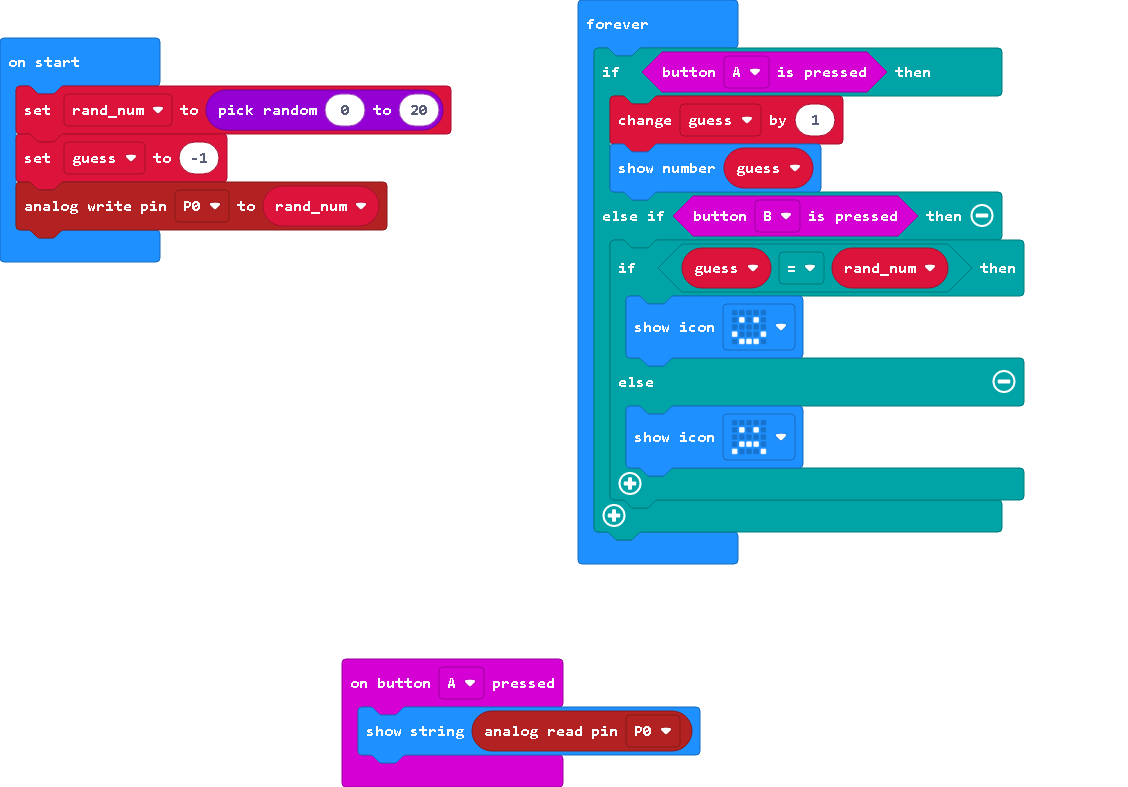 on start
set rand_num to pick random 0 to 20
set guess to -1
analog write pin P0 to rand_num
forever
if button A is pressed then
change guess by 1
show number guess
else if button B is pressed then
if guess = rand_num then
show icon
else
show icon
on button A pressed
show string analog read pin P0